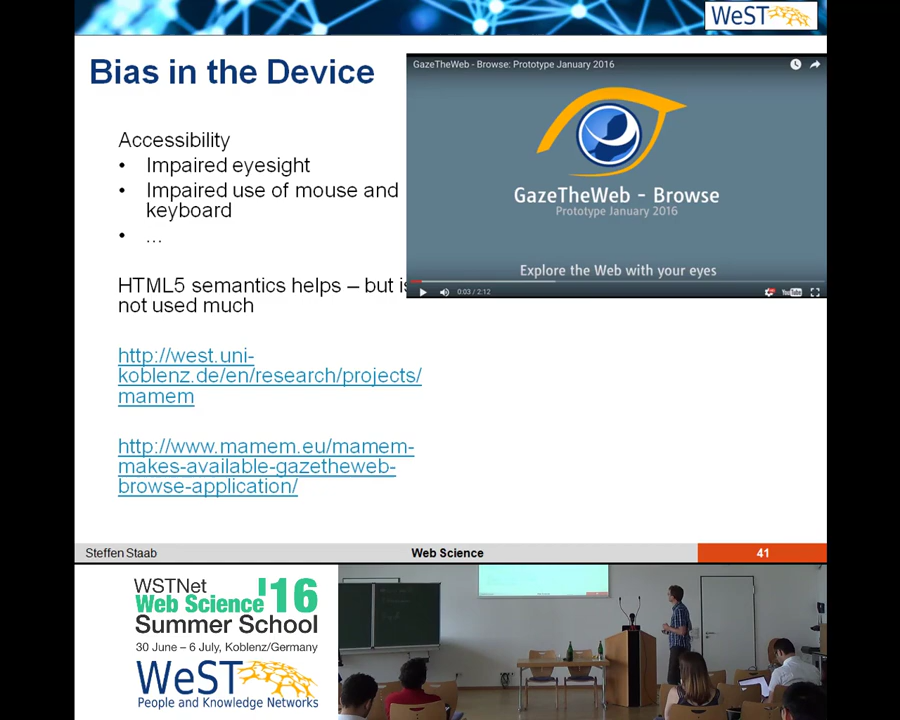 WeST
Bias in the Device
GazeTheWeb - Browse: Prototype January 2016
GazeTheWeb - Browse
Prototype January 2016
Explore the Web with your eyes
0:03 / 2:12
YouTube
Accessibility
• Impaired eyesight
• Impaired use of mouse and
keyboard
• ...
HTML5 semantics helps – but is
not used much
http://west.uni-
koblenz.de/en/research/projects/
mamem
http://www.mamem.eu/mamem-
makes-available-gazetheweb-
browse-application/
Steffen Staab
Web Science
41
WSTNet
Web Science '16
Summer School
30 June – 6 July, Koblenz/Germany
WeST
People and Knowledge Networks